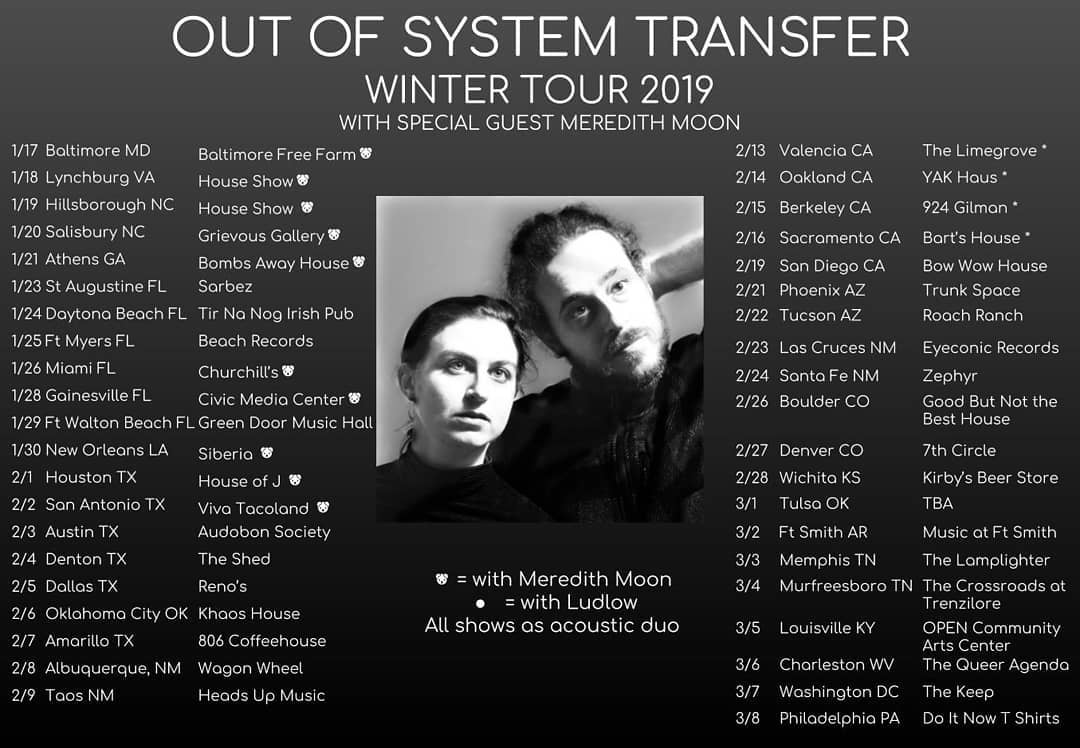 OUT OF SYSTEM TRANSFER
WINTER TOUR 2019
WITH SPECIAL GUEST MEREDITH MOON
1/17 Baltimore MD Baltimore Free Farm
1/18 Lynchburg VA House Show
1/19 Hillsborough NC House Show
1/20 Salisbury NC Grievous Gallery
1/21 Athens GA Bombs Away House
1/23 St Augustine FL Sarbez
1/24 Daytona Beach FL Tir Na Nog Irish Pub
1/25 Ft Myers FL Beach Records
1/26 Miami FL Churchill's
1/28 Gainesville FL Civic Media Center
1/29 Ft Walton Beach FL Green Door Music Hall
1/30 New Orleans LA Siberia
2/1 Houston TX House of J
2/2 San Antonio TX Viva Tacoland
2/3 Austin TX Audobon Society
2/4 Denton TX The Shed
2/5 Dallas TX Reno's
2/6 Oklahoma City OK Khaos House
2/7 Amarillo TX 806 Coffeehouse
2/8 Albuquerque, NM Wagon Wheel
2/9 Taos NM Heads Up Music
= with Meredith Moon
● = with Ludlow
All shows as acoustic duo
2/13 Valencia CA The Limegrove *
2/14 Oakland CA YAK Haus *
2/15 Berkeley CA 924 Gilman *
2/16 Sacramento CA Bart's House *
2/19 San Diego CA Bow Wow Hause
2/21 Phoenix AZ Trunk Space
2/22 Tucson AZ Roach Ranch
2/23 Las Cruces NM Eyeconic Records
2/24 Santa Fe NM Zephyr
2/26 Boulder CO Good But Not the
Best House
2/27 Denver CO 7th Circle
2/28 Wichita KS Kirby's Beer Store
3/1 Tulsa OK TBA
3/2 Ft Smith AR Music at Ft Smith
3/3 Memphis TN The Lamplighter
3/4 Murfreesboro TN The Crossroads at
Trenzilore
3/5 Louisville KY OPEN Community
Arts Center
3/6 Charleston WV The Queer Agenda
3/7 Washington DC The Keep
3/8 Philadelphia PA Do It Now T Shirts